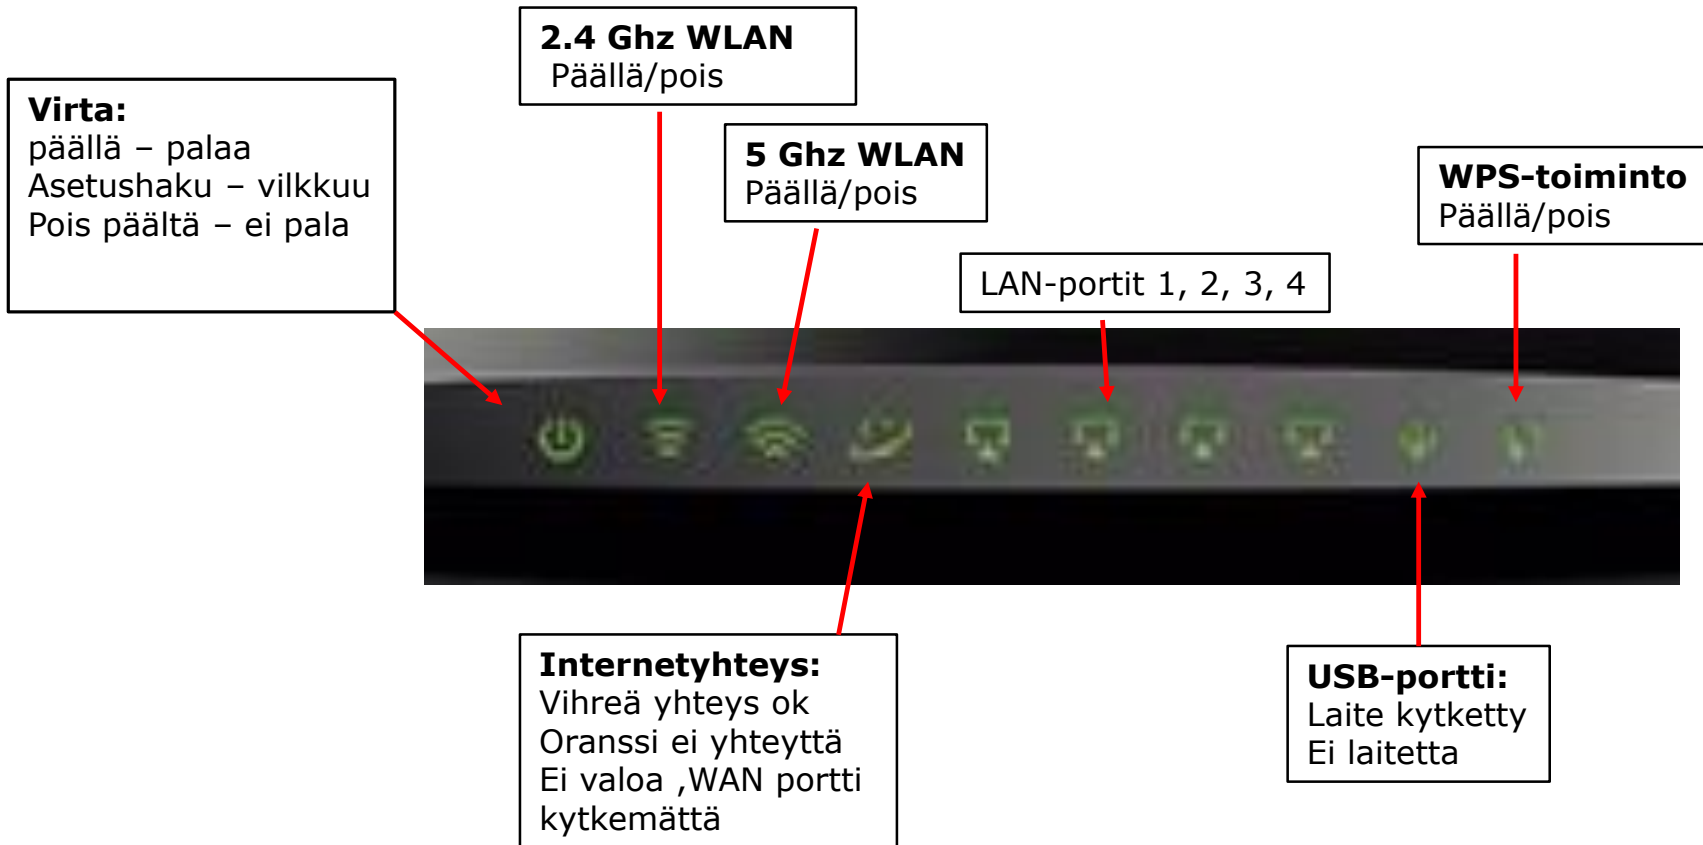 2.4 Ghz WLAN
Päällä/pois
Virta:
päällä – palaa
Asetushaku – vilkkuu
Pois päältä – ei pala
5 Ghz WLAN
Päällä/pois
WPS-toiminto
Päällä/pois
LAN-portit 1, 2, 3, 4
Internetyhteys:
Vihreä yhteys ok
Oranssi ei yhteyttä
Ei valoa ,WAN portti
kytkemättä
USB-portti:
Laite kytketty
Ei laitetta